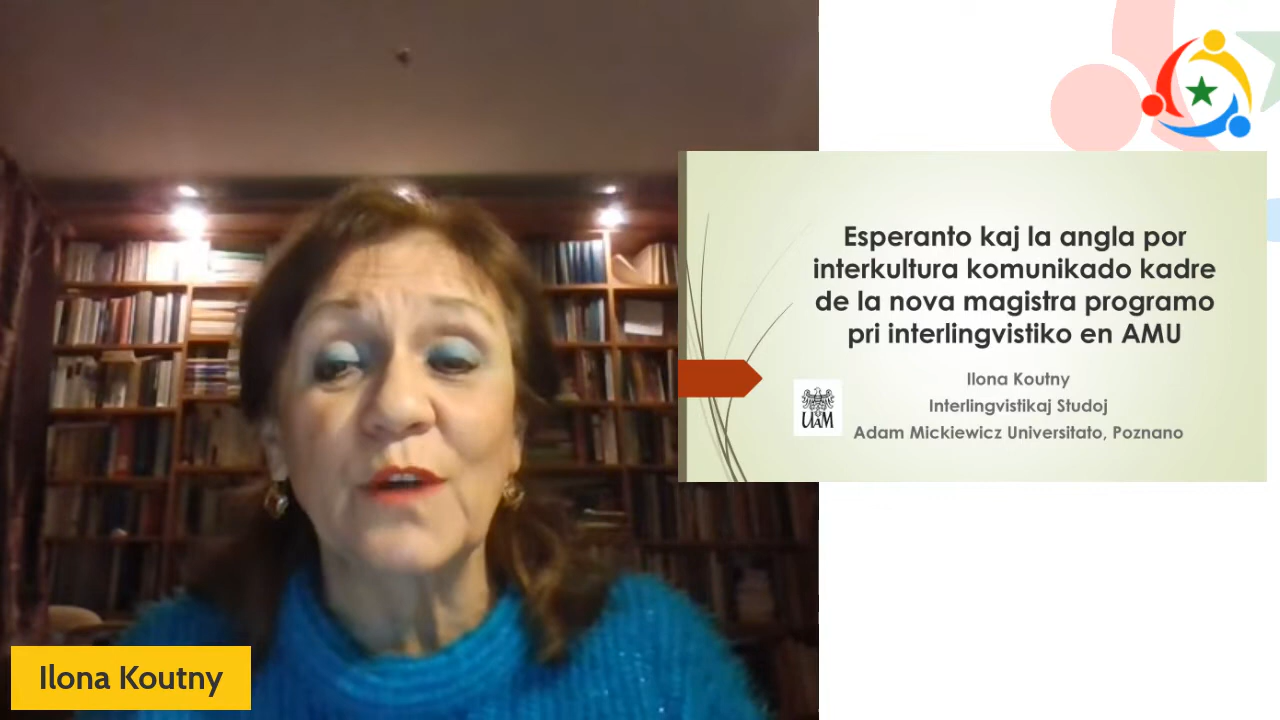 Esperanto kaj la angla por
interkultura komunikado kadre
de la nova magistra programo
pri interlingvistiko en AMU
Ilona Koutny
Interlingvistikaj Studoj
Adam Mickiewicz Universitato, Poznano
UAM
Ilona Koutny